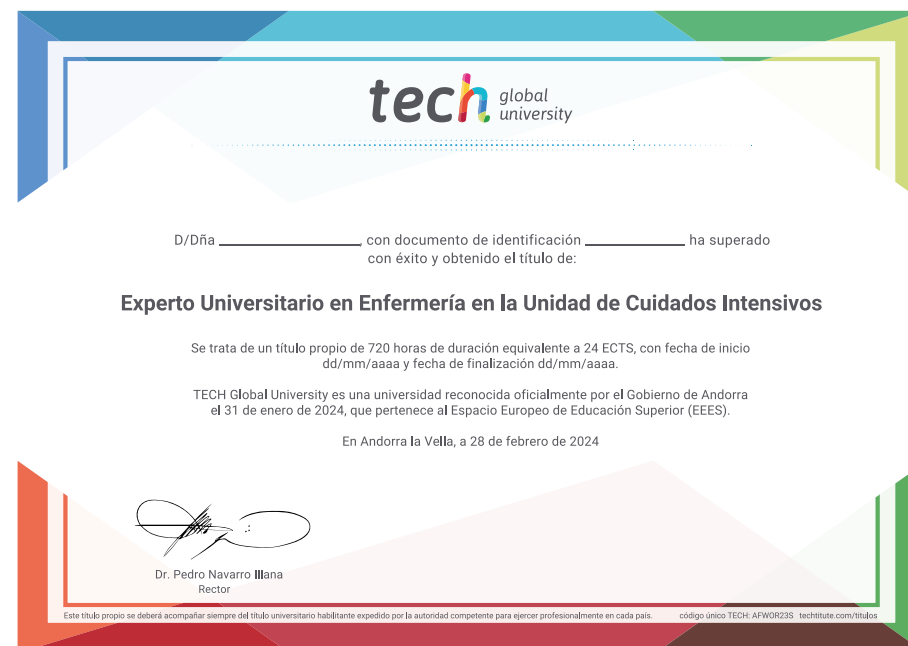 tech global university
D/Dña ____________________, con documento de identificación ______________ ha superado
con éxito y obtenido el título de:
Experto Universitario en Enfermería en la Unidad de Cuidados Intensivos
Se trata de un título propio de 720 horas de duración equivalente a 24 ECTS, con fecha de inicio
dd/mm/aaaa y fecha de finalización dd/mm/aaaa.
TECH Global University es una universidad reconocida oficialmente por el Gobierno de Andorra
el 31 de enero de 2024, que pertenece al Espacio Europeo de Educación Superior (EEES).
En Andorra la Vella, a 28 de febrero de 2024
Dr. Pedro Navarro Illana
Rector
Este título propio se deberá acompañar siempre del título universitario habilitante expedido por la autoridad competente para ejercer profesionalmente en cada país. código único TECH: AFWOR23S techtitute.com/titulos